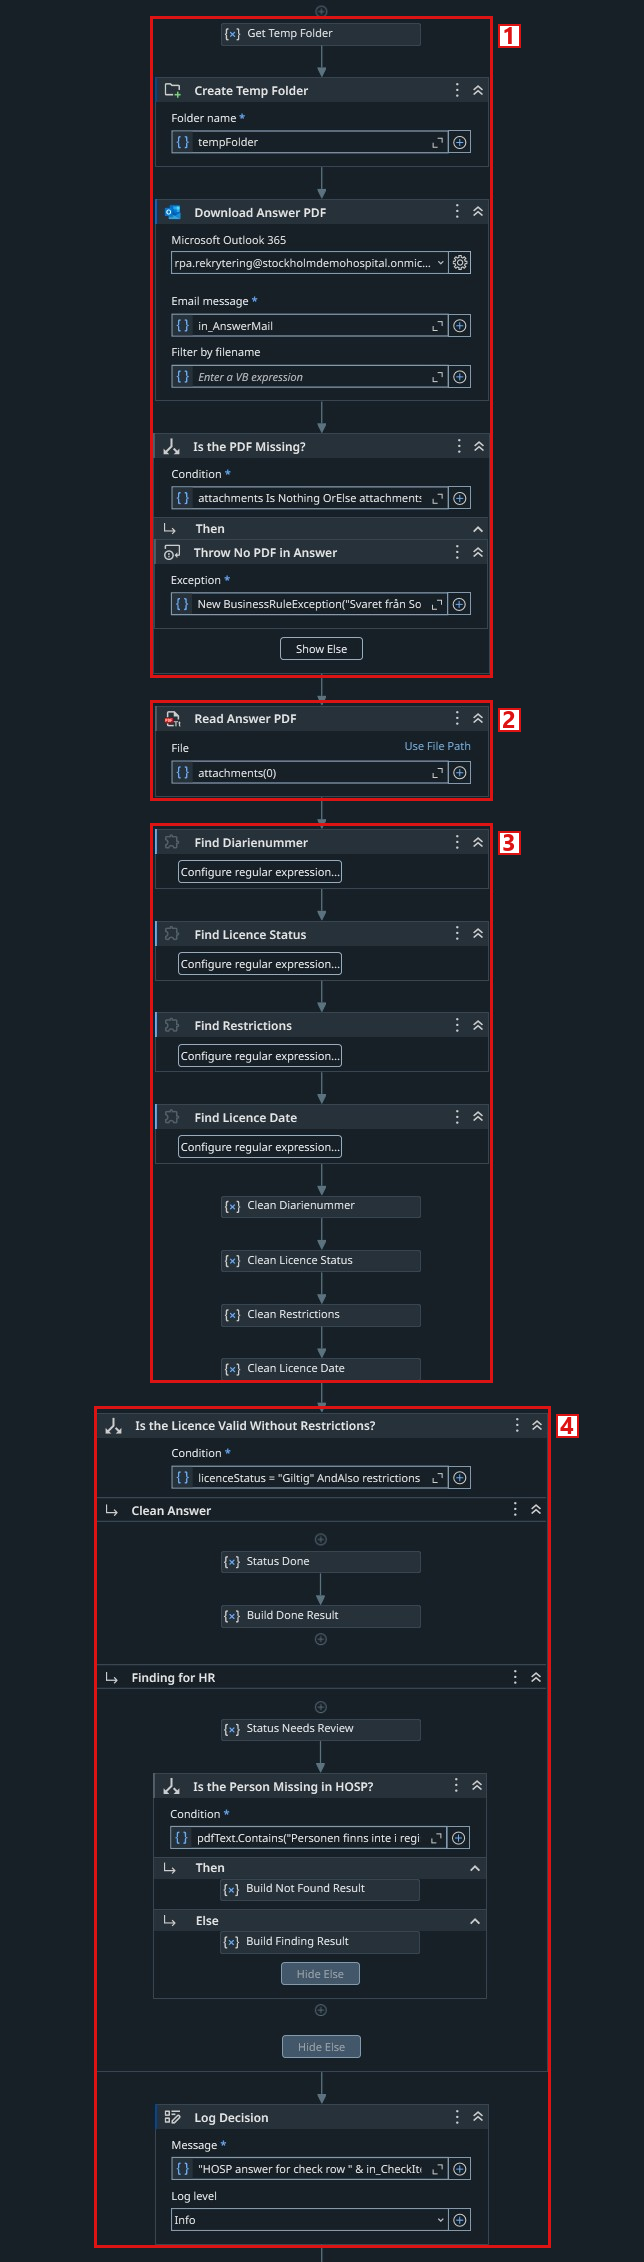 Get Temp Folder
1
Create Temp Folder
Folder name *
tempFolder
Download Answer PDF
Microsoft Outlook 365
rpa.rekrytering@stockholmdemohospital.onmic...
Email message *
in_AnswerMail
Filter by filename
Enter a VB expression
Is the PDF Missing?
Condition *
attachments Is Nothing OrElse attachments
Then
Throw No PDF in Answer
Exception *
New BusinessRuleException("Svaret från So
Show Else
Read Answer PDF
2
File
Use File Path
attachments(0)
Find Diarienummer
3
Configure regular expression...
Find Licence Status
Configure regular expression...
Find Restrictions
Configure regular expression...
Find Licence Date
Configure regular expression...
Clean Diarienummer
Clean Licence Status
Clean Restrictions
Clean Licence Date
Is the Licence Valid Without Restrictions?
4
Condition *
licenceStatus = "Giltig" AndAlso restrictions
Clean Answer
Status Done
Build Done Result
Finding for HR
Status Needs Review
Is the Person Missing in HOSP?
Condition *
pdfText.Contains("Personen finns inte i regi
Then
Build Not Found Result
Else
Build Finding Result
Hide Else
Hide Else
Log Decision
Message *
"HOSP answer for check row " & in_CheckIte
Log level
Info